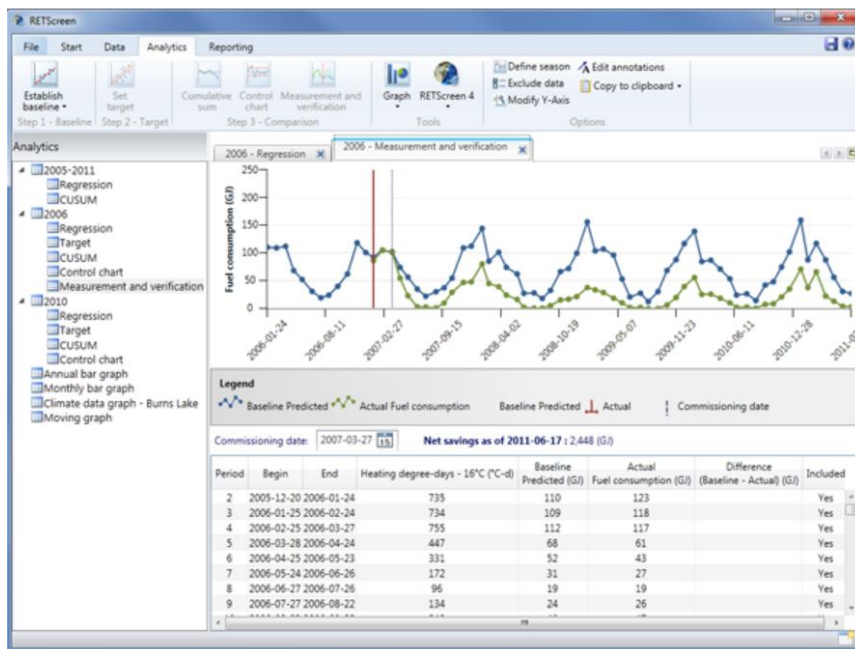 RETScreen
File Start Data Analytics Reporting
Establish baseline
Set target
Cumulative sum
Control chart
Measurement and verification
Graph
RETScreen 4
Define season
Exclude data
Modify Y-Axis
Edit annotations
Copy to clipboard
Step 1 - Baseline
Step 2 - Target
Step 3 - Comparison
Tools
Options
Analytics
2005-2011
Regression
CUSUM
2006
Regression
Target
CUSUM
Control chart
Measurement and verification
2010
Regression
Target
CUSUM
Control chart
Annual bar graph
Monthly bar graph
Climate data graph - Burns Lake
Moving graph
2006 - Regression
2006 - Measurement and verification
Fuel consumption (GJ)
250
200
150
100
50
0
2006-01-24
2006-08-11
2007-02-27
2007-09-15
2008-04-02
2008-10-19
2009-05-07
2009-11-23
2010-06-11
2010-12-28
Legend
Baseline Predicted Actual Fuel consumption Baseline Predicted Actual Commissioning date
Commissioning date: 2007-03-27 15 Net savings as of 2011-06-17 : 2,448 (GJ)
Period Begin End Heating degree-days - 16°C (°C-d) Baseline Predicted (GJ) Actual Fuel consumption (GJ) Difference (Baseline - Actual) (GJ) Included
2 2005-12-20 2006-01-24 735 110 123 Yes
3 2006-01-25 2006-02-24 734 109 118 Yes
4 2006-02-25 2006-03-27 755 112 117 Yes
5 2006-03-28 2006-04-24 447 68 61 Yes
6 2006-04-25 2006-05-23 331 52 43 Yes
7 2006-05-24 2006-06-26 172 31 27 Yes
8 2006-06-27 2006-07-26 96 19 19 Yes
9 2006-07-27 2006-08-22 134 24 26 Yes